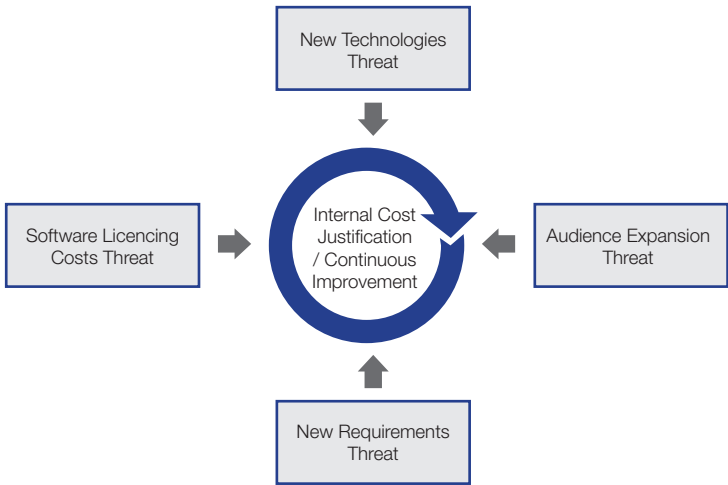 New Technologies
Threat
Software Licencing
Costs Threat
Internal Cost
Justification
/ Continuous
Improvement
Audience Expansion
Threat
New Requirements
Threat